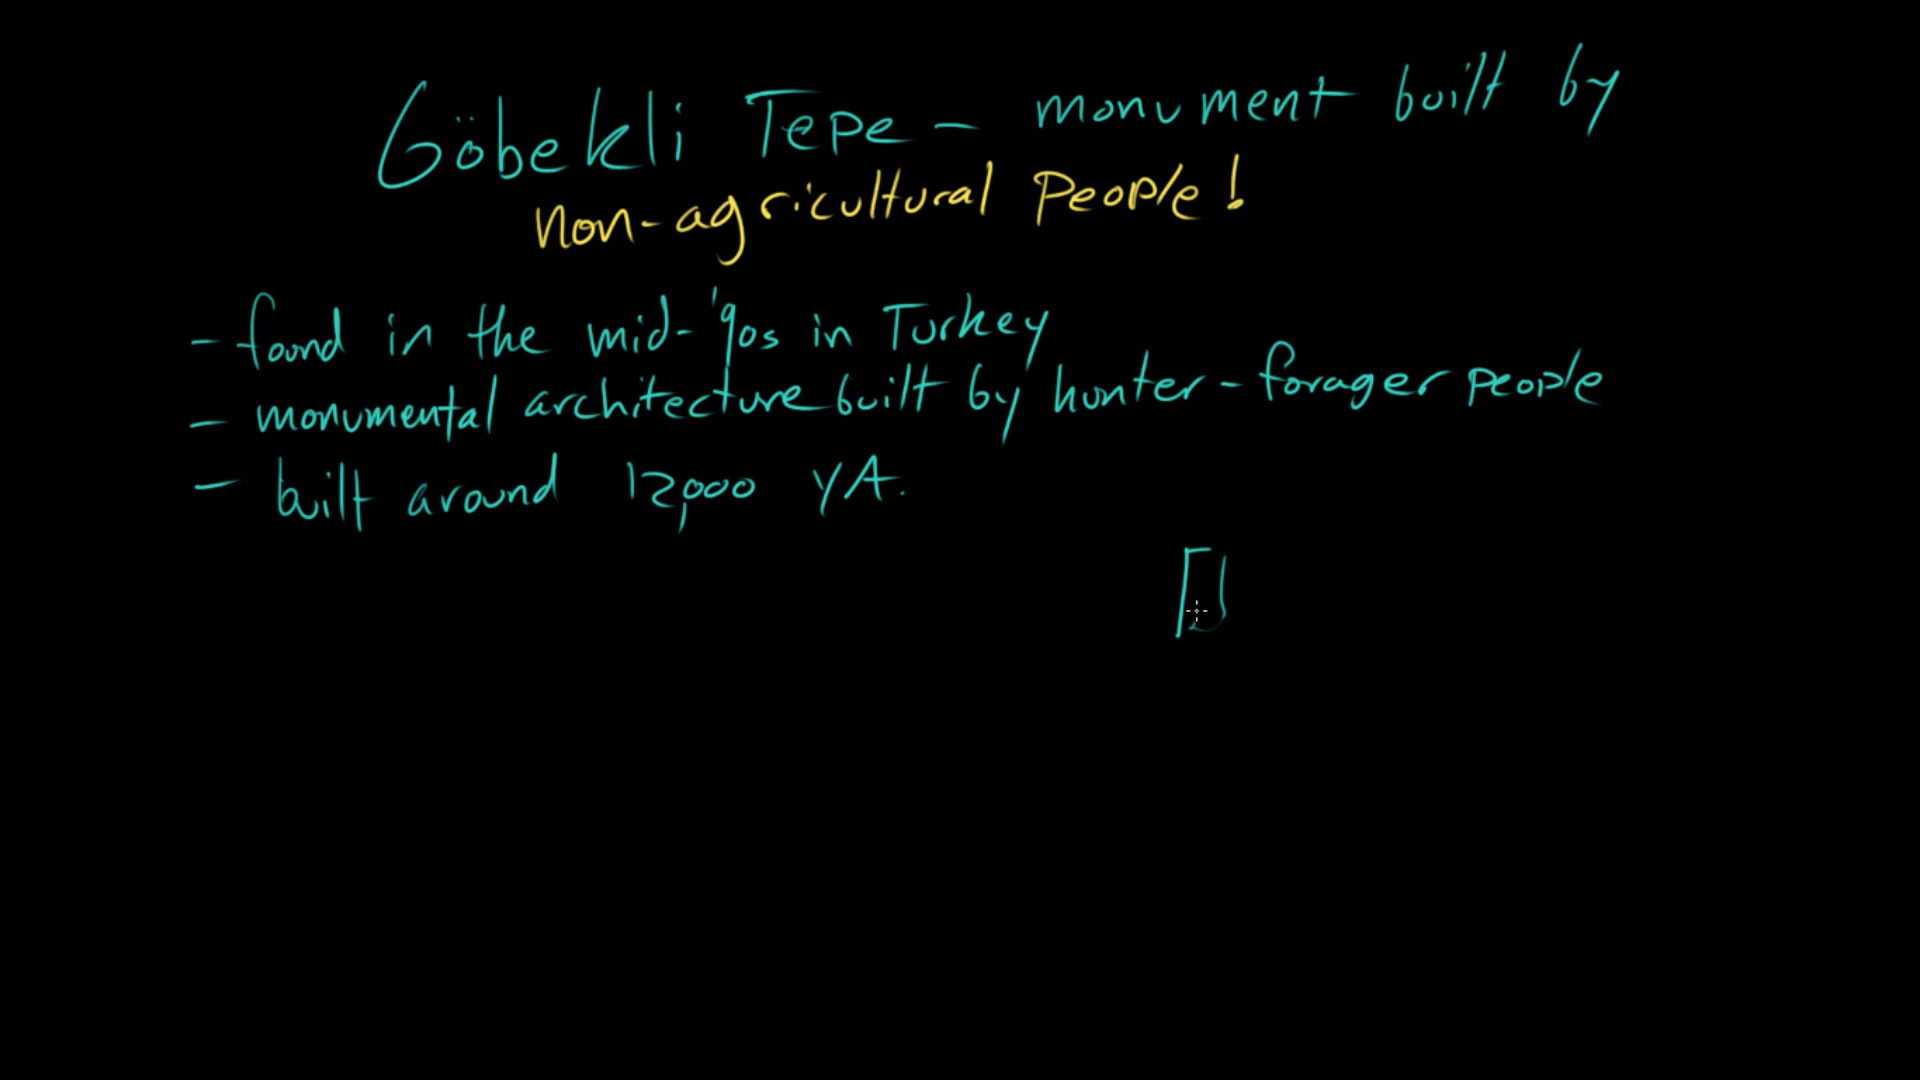 Göbekli Tepe - monument built by
non-agricultural people!
- found in the mid-'90s in Turkey
- monumental architecture built by hunter-forager people
- built around 12,000 YA.